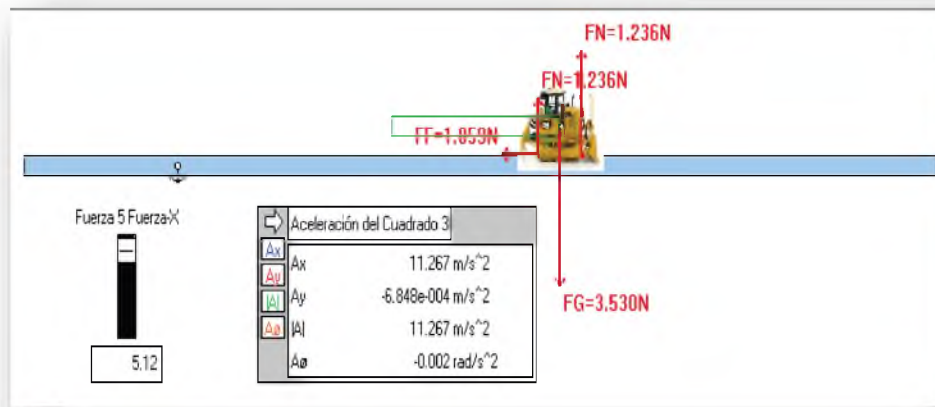 FN=1.236N
FN=1.236N
FF=1.059N
Fuerza 5 Fuerza-X
Aceleración del Cuadrado 3
Ax
Ax 11.267 m/s^2
Ay
Ay -6.848e-004 m/s^2
|A|
|A| 11.267 m/s^2
Aø
Aø -0.002 rad/s^2
FG=3.530N
5.12